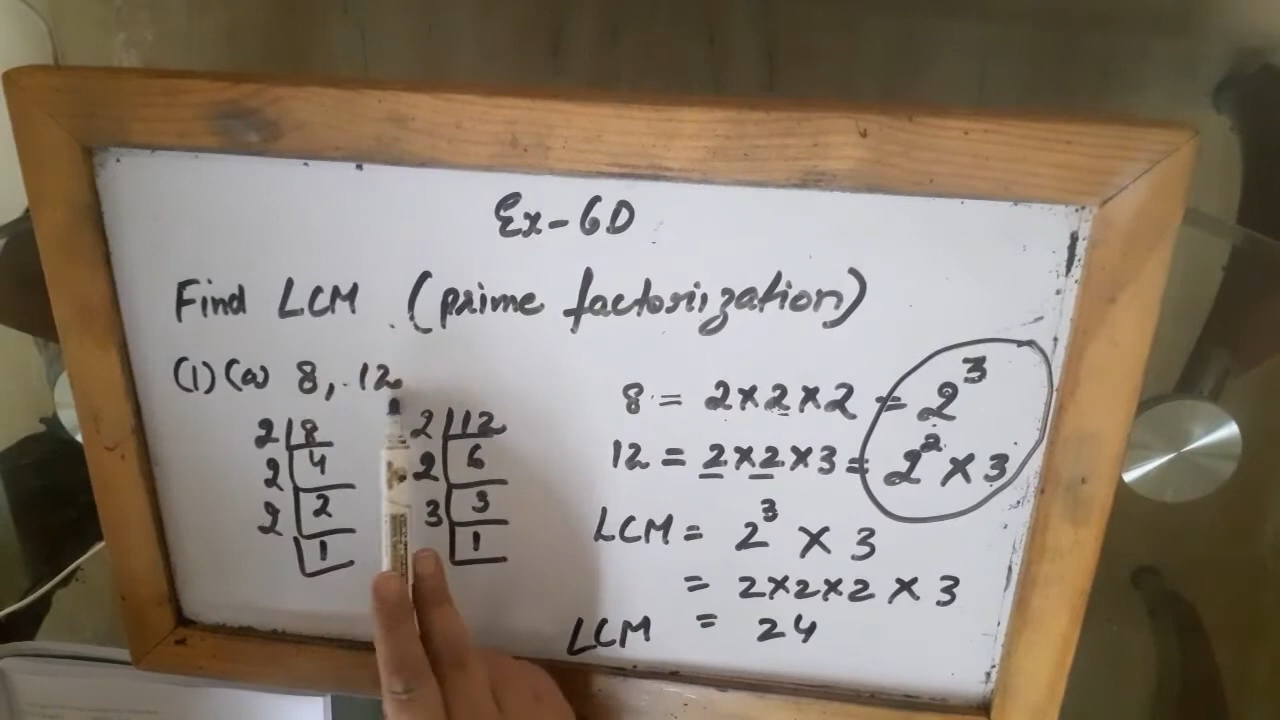 Ex-6D
Find LCM (prime factorization)
(1)(a) 8, 12
2 8
2 4
2 2
1
2 12
2 6
3 3
1
8 = 2×2×2 = 2³
12 = 2×2×3 = 2² × 3
LCM = 2³ × 3
= 2×2×2 × 3
LCM = 24